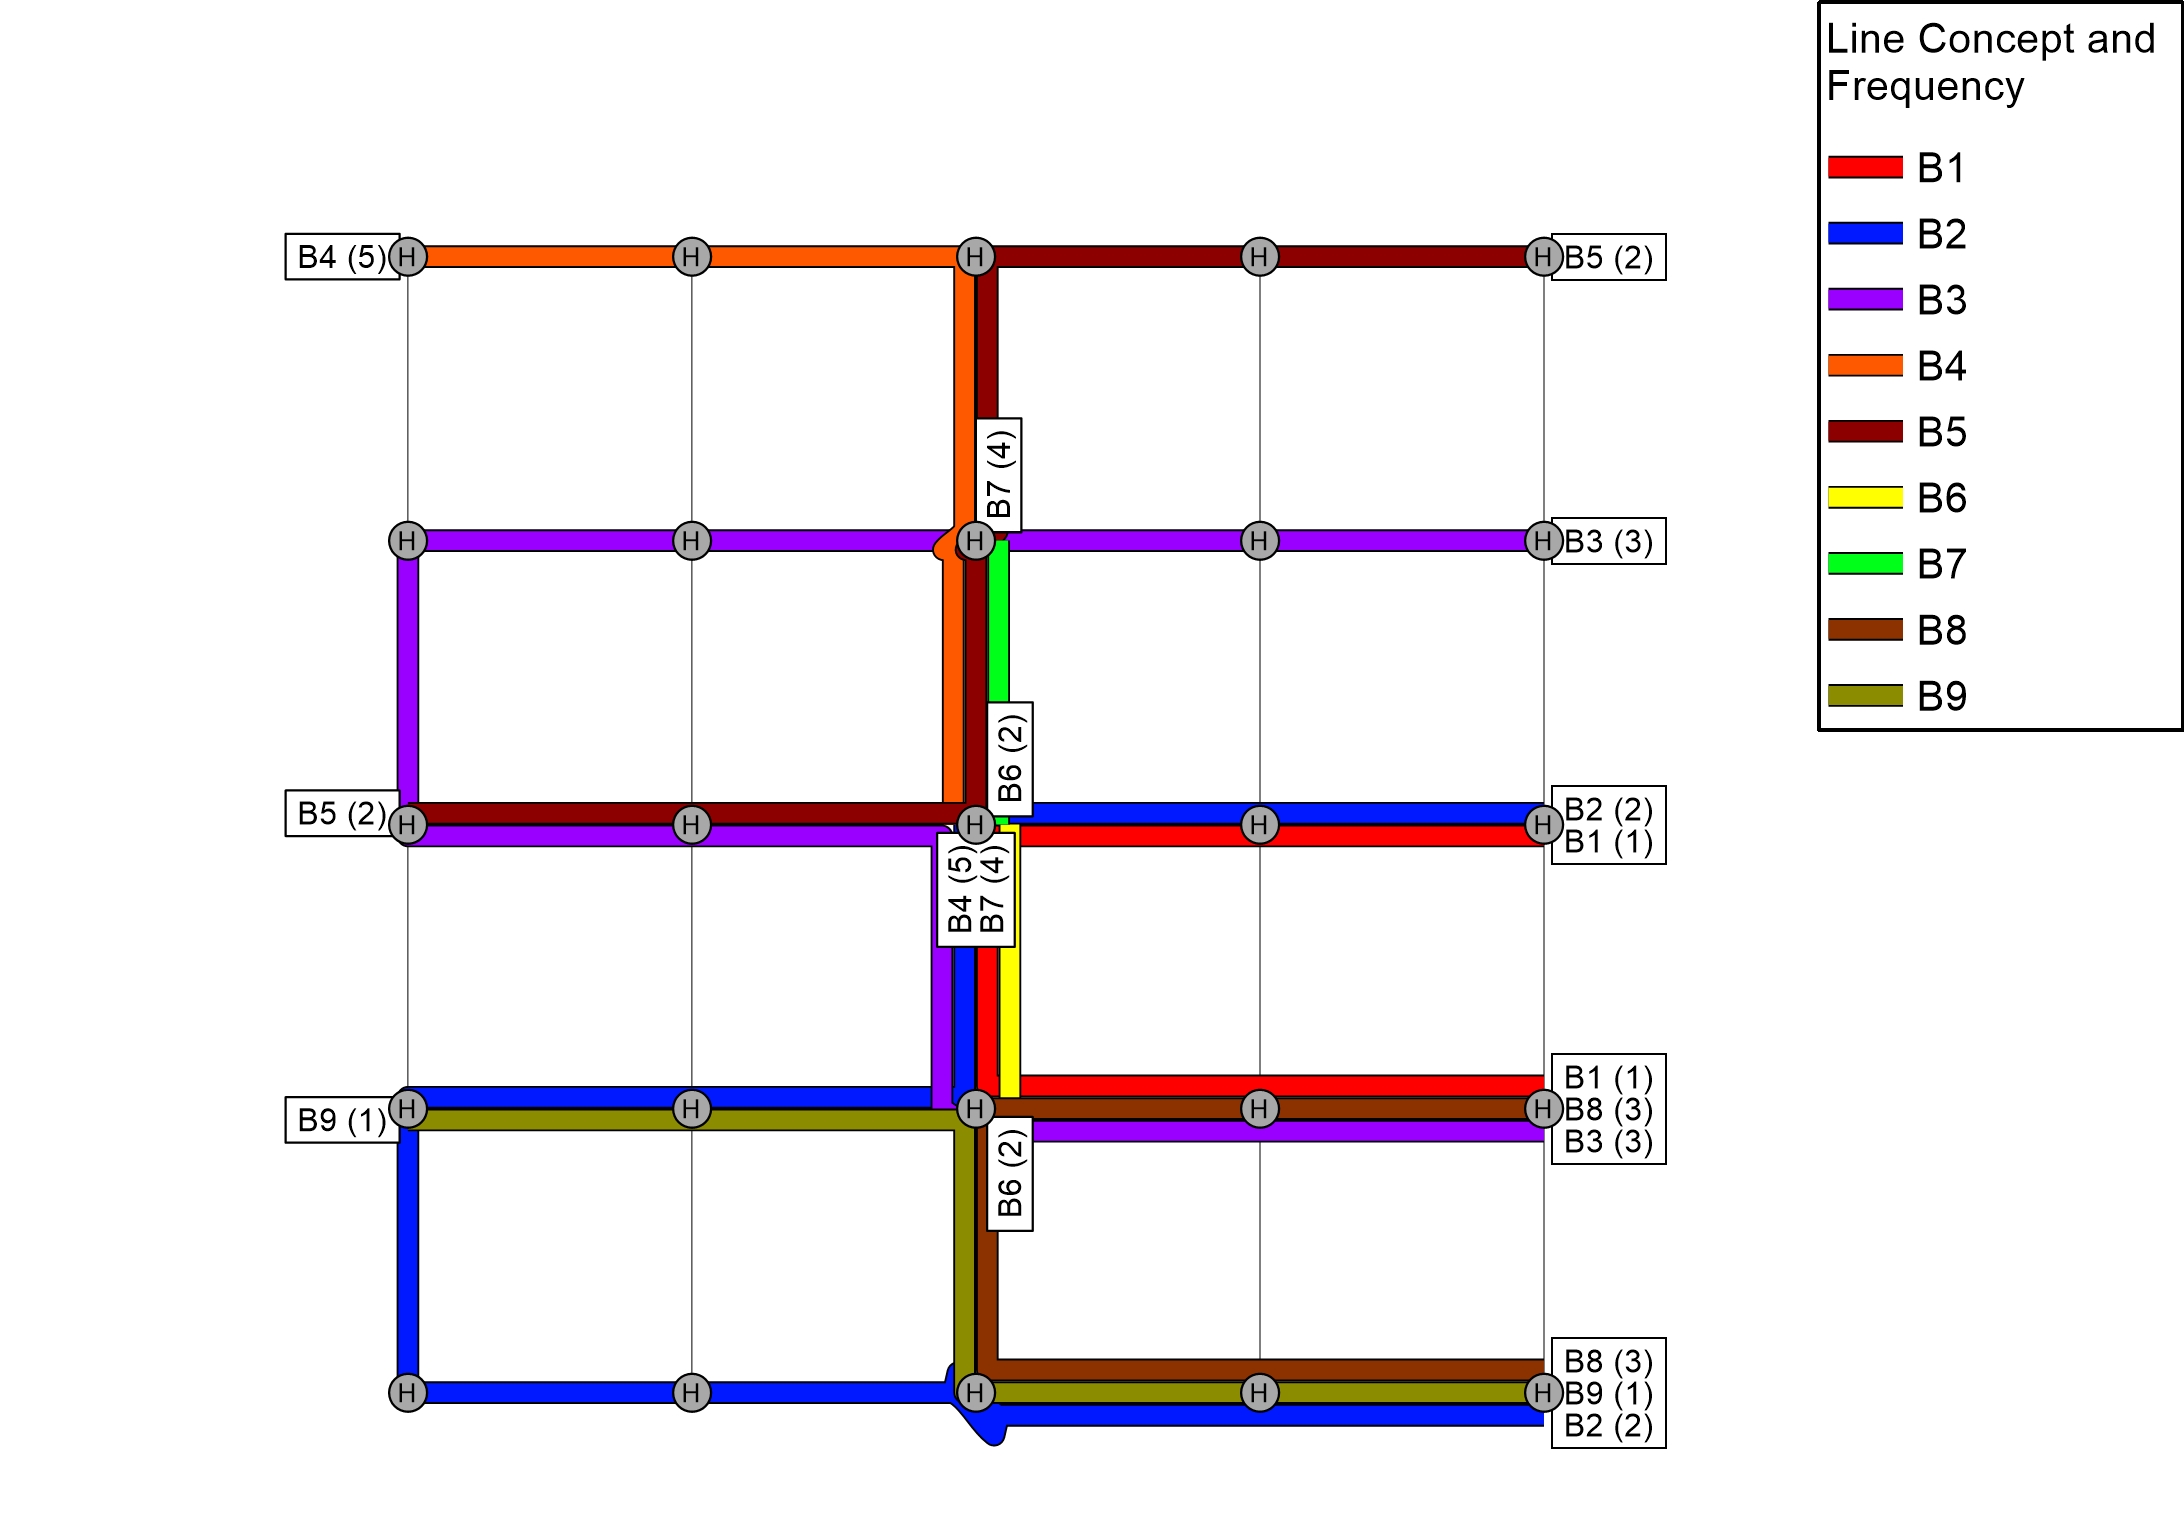 Line Concept and
Frequency
B1
B2
B3
B4
B5
B6
B7
B8
B9
B4 (5)
H
H
H
H
H
B5 (2)
B7 (4)
H
H
H
H
H
B3 (3)
B6 (2)
B5 (2)
H
H
H
H
H
B2 (2)
B1 (1)
B4 (5)
B7 (4)
B9 (1)
H
H
H
H
H
B1 (1)
B8 (3)
B3 (3)
B6 (2)
H
H
H
H
H
B8 (3)
B9 (1)
B2 (2)